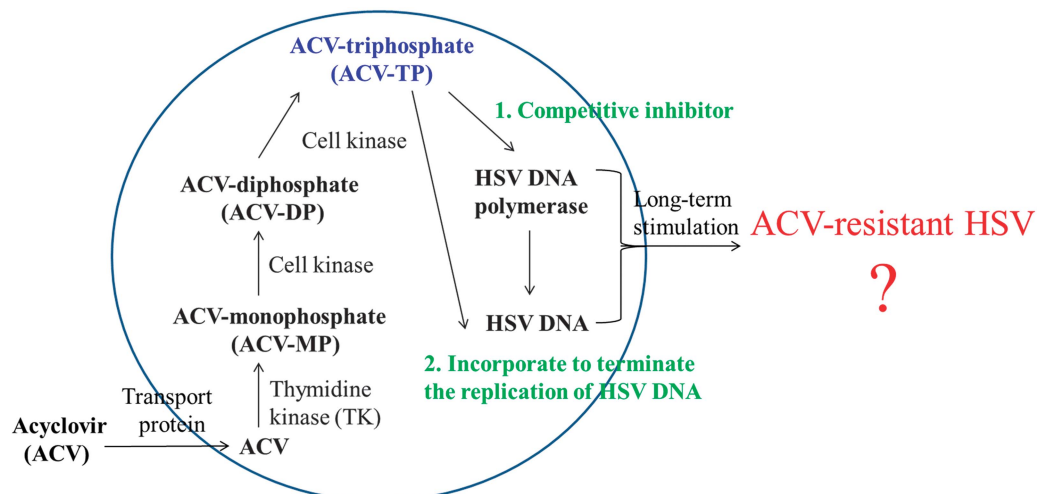 ACV-triphosphate
(ACV-TP)
1. Competitive inhibitor
Cell kinase
ACV-diphosphate
(ACV-DP)
HSV DNA
polymerase
Long-term
stimulation
ACV-resistant HSV
?
Cell kinase
ACV-monophosphate
(ACV-MP)
HSV DNA
2. Incorporate to terminate
the replication of HSV DNA
Thymidine
kinase (TK)
Transport
protein
Acyclovir
(ACV)
ACV